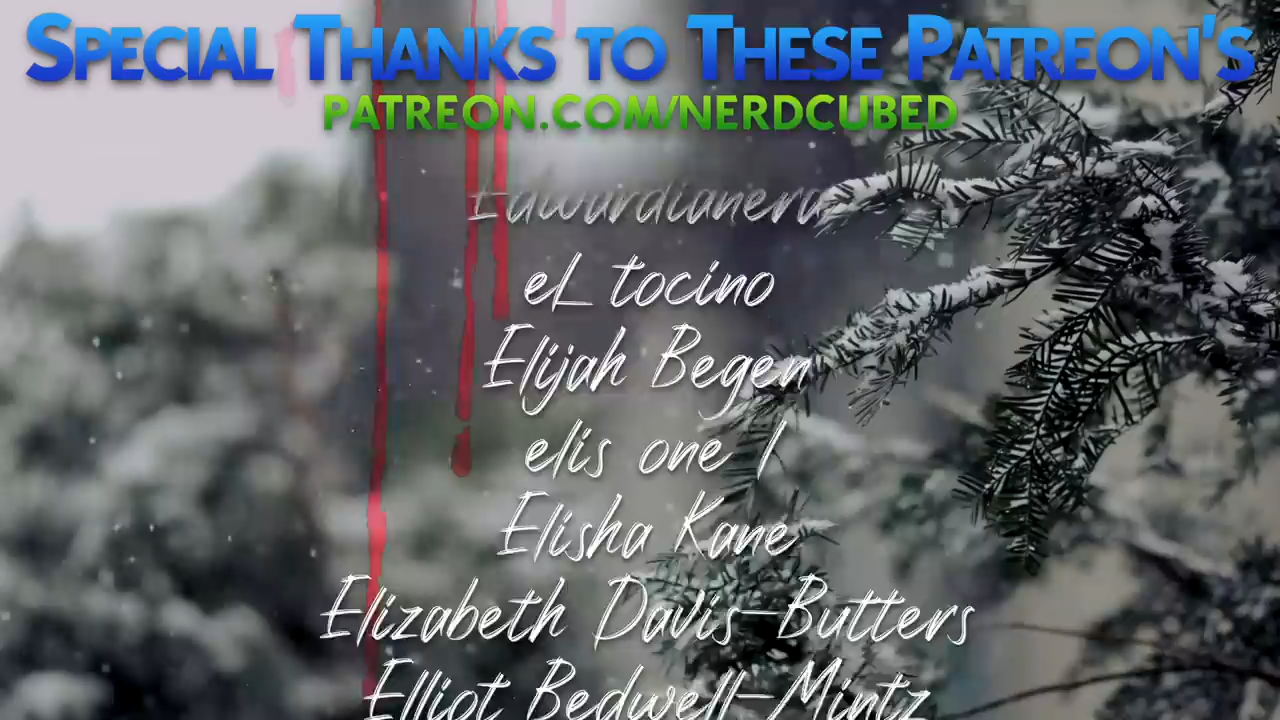 Special Thanks to These Patreon's
PATREON.COM/NERDCUBED
Edwardianera
eL tocino
Elijah Begen
elis one 1
Elisha Kane
Elizabeth Davis-Butters
Elliot Bedwell-Mintz